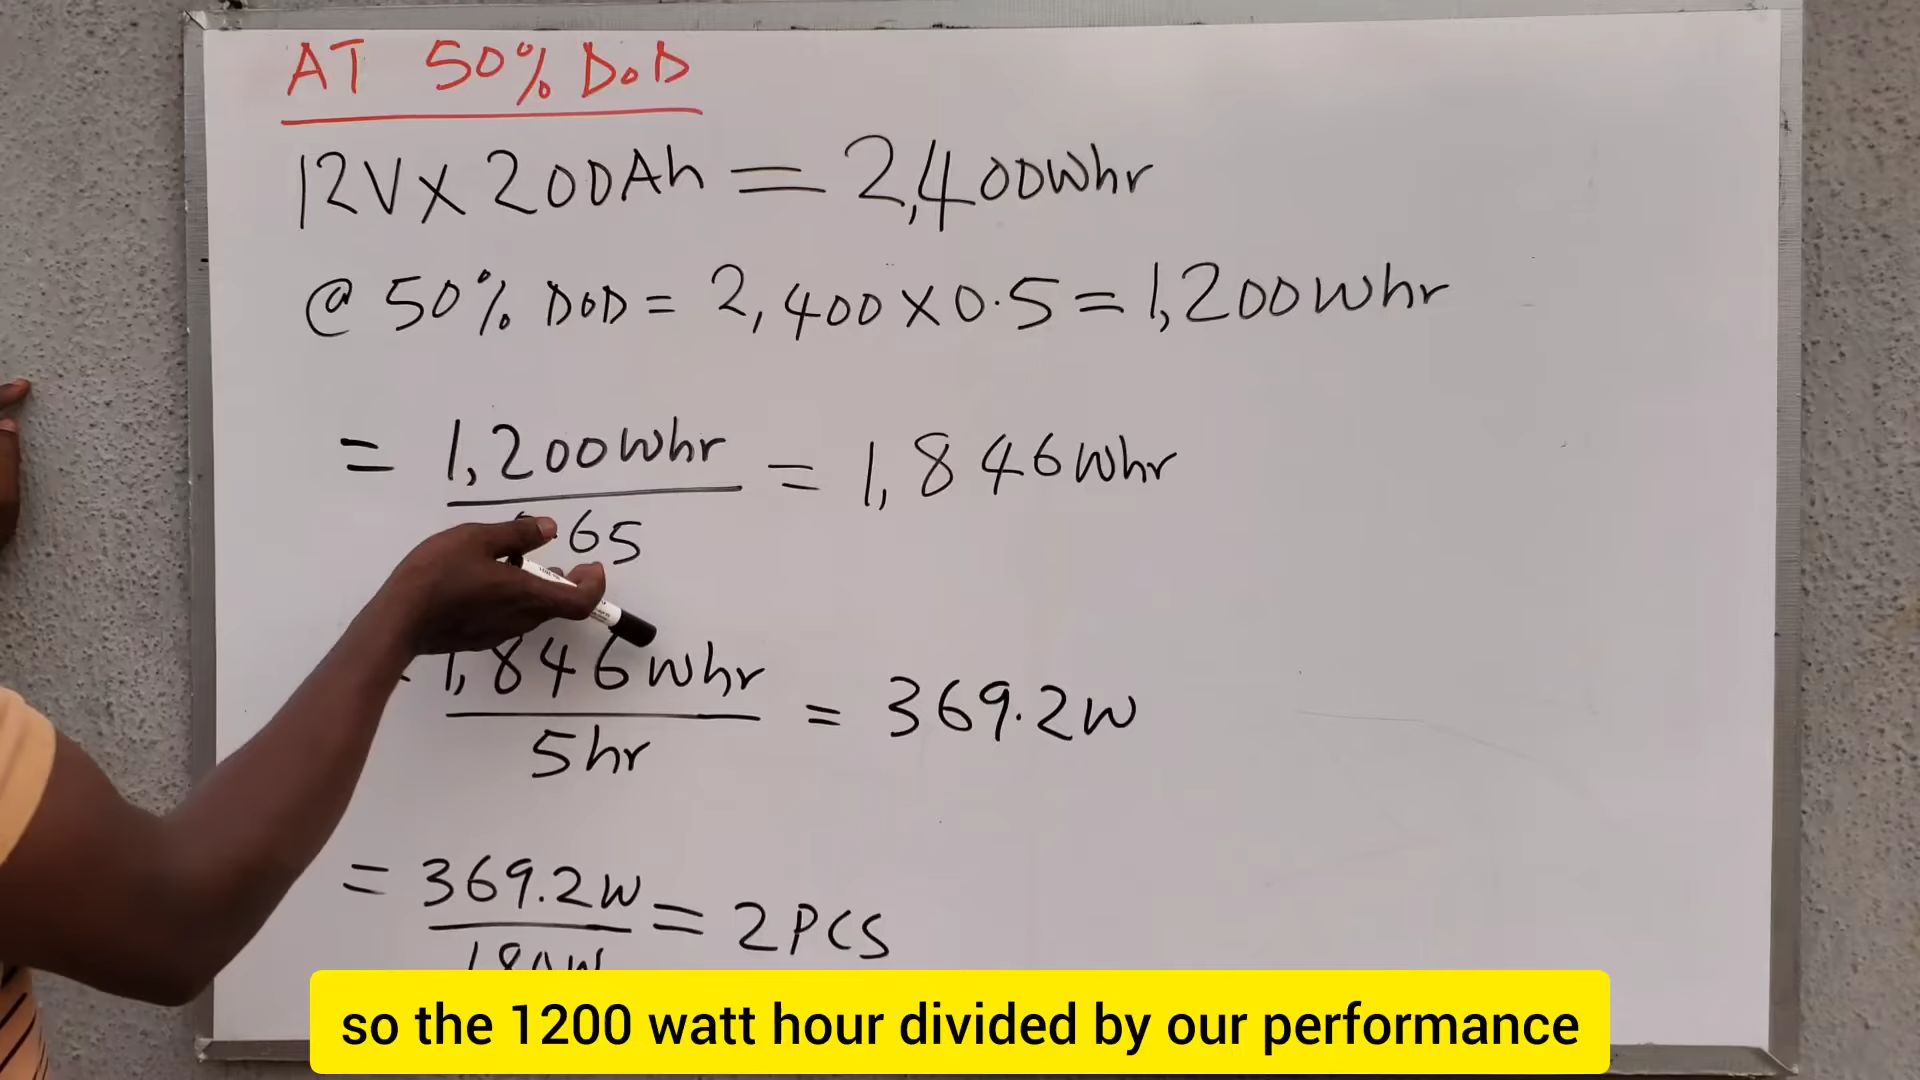 AT 50% DOD
12V X 200Ah = 2,400Whr
@ 50% DOD = 2,400 X 0.5 = 1,200Whr
= 1,200Whr / .65 = 1,846Whr
1,846Whr / 5hr = 369.2W
= 369.2W / 180W = 2PCS
so the 1200 watt hour divided by our performance